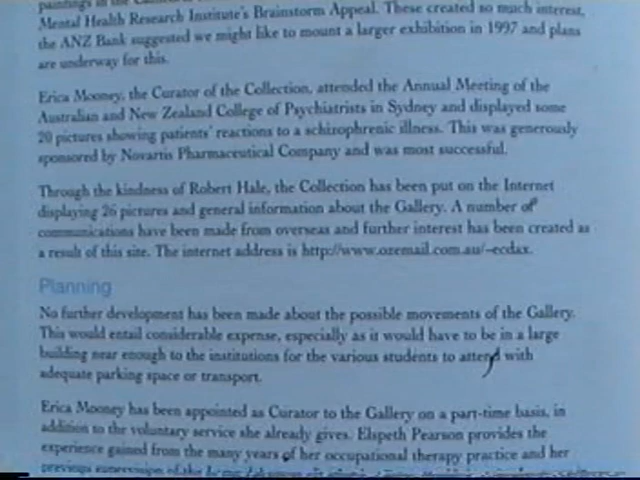 paintings in the
Mental Health Research Institute's Brainstorm Appeal. These created so much interest,
the ANZ Bank suggested we might like to mount a larger exhibition in 1997 and plans
are underway for this.
Erica Mooney, the Curator of the Collection, attended the Annual Meeting of the
Australian and New Zealand College of Psychiatrists in Sydney and displayed some
20 pictures showing patients' reactions to a schizophrenic illness. This was generously
sponsored by Novartis Pharmaceutical Company and was most successful.
Through the kindness of Robert Hale, the Collection has been put on the Internet
displaying 26 pictures and general information about the Gallery. A number of
communications have been made from overseas and further interest has been created as
a result of this site. The internet address is http://www.ozemail.com.au/~ecdax.
Planning
No further development has been made about the possible movements of the Gallery.
This would entail considerable expense, especially as it would have to be in a large
building near enough to the institutions for the various students to attend with
adequate parking space or transport.
Erica Mooney has been appointed as Curator to the Gallery on a part-time basis, in
addition to the voluntary service she already gives. Elspeth Pearson provides the
experience gained from the many years of her occupational therapy practice and her
previous supervision of the